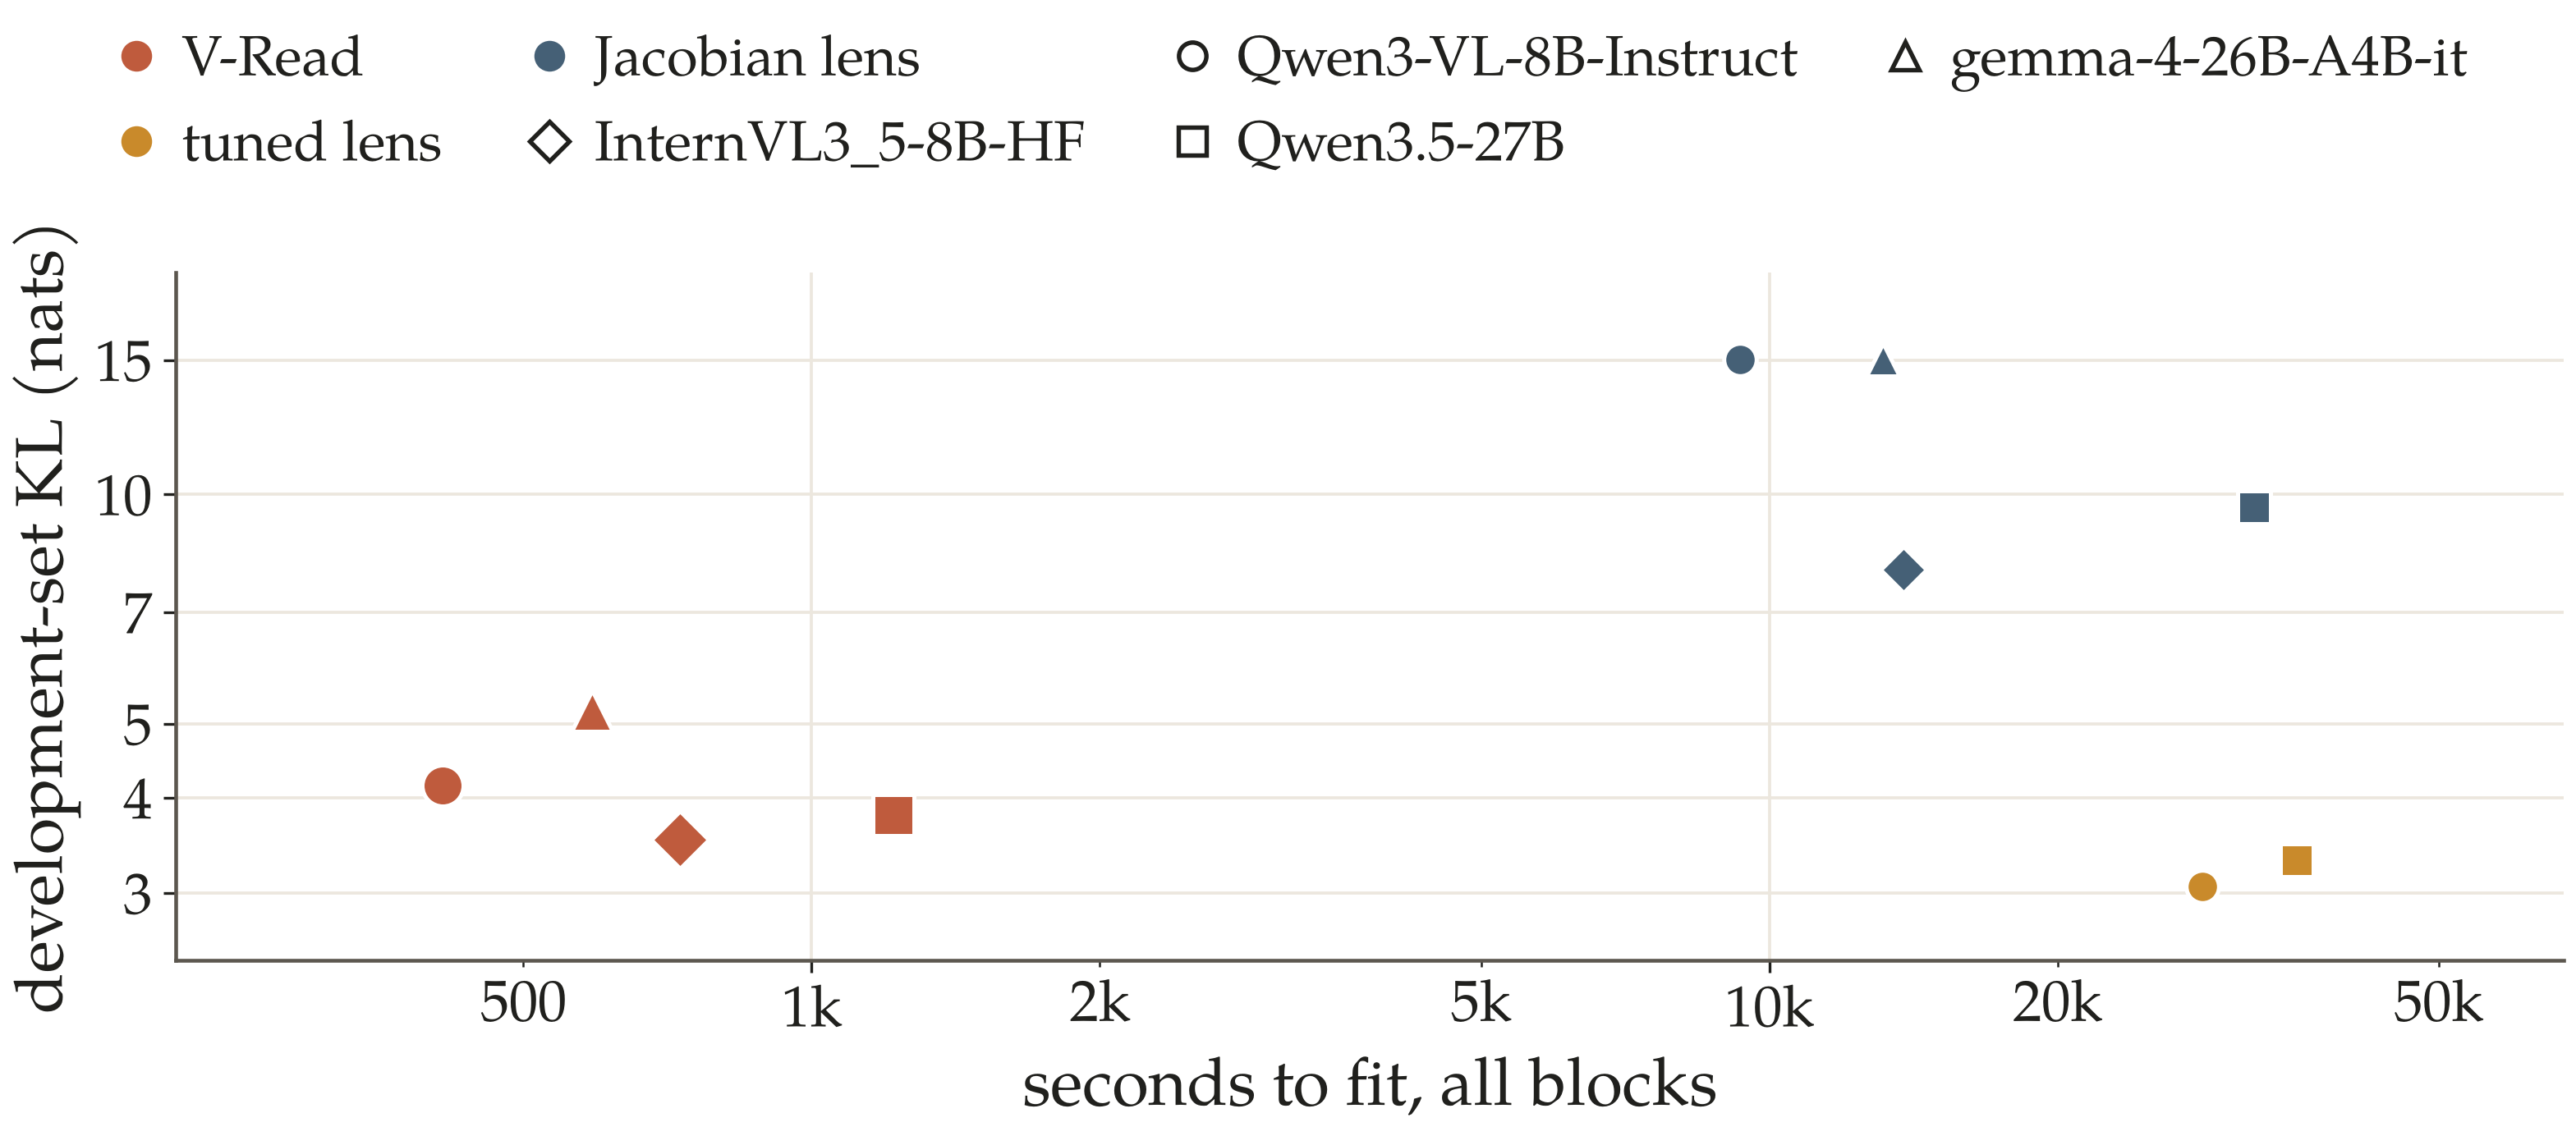 V-Read Jacobian lens Qwen3-VL-8B-Instruct gemma-4-26B-A4B-it
tuned lens InternVL3_5-8B-HF Qwen3.5-27B
development-set KL (nats)
15
10
7
5
4
3
500 1k 2k 5k 10k 20k 50k
seconds to fit, all blocks